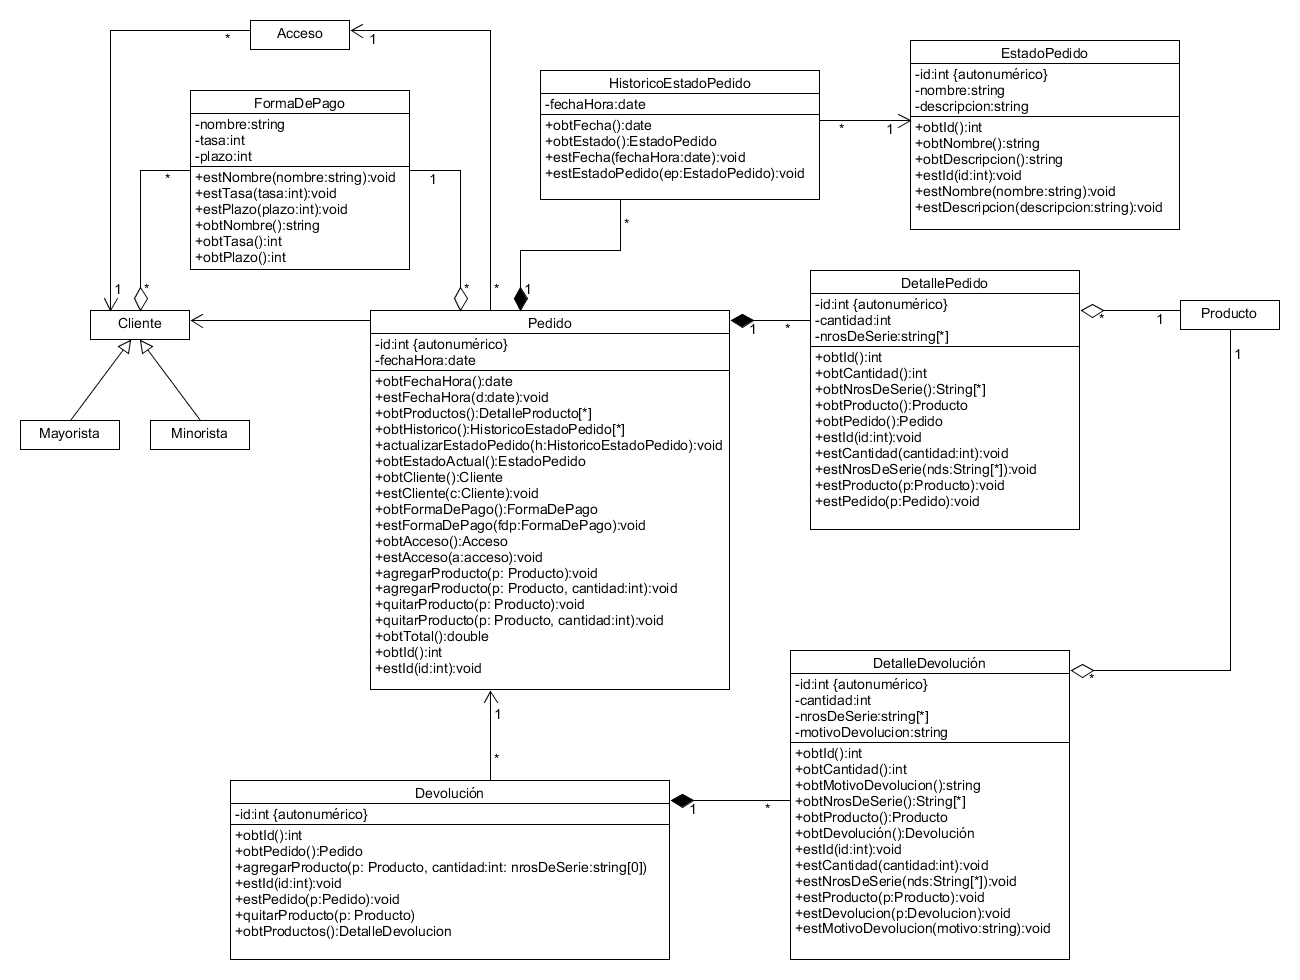 Acceso
*
1
FormaDePago
-nombre:string
-tasa:int
-plazo:int
+estNombre(nombre:string):void
+estTasa(tasa:int):void
+estPlazo(plazo:int):void
+obtNombre():string
+obtTasa():int
+obtPlazo():int
*
1
HistoricoEstadoPedido
-fechaHora:date
+obtFecha():date
+obtEstado():EstadoPedido
+estFecha(fechaHora:date):void
+estEstadoPedido(ep:EstadoPedido):void
*
1
*
EstadoPedido
-id:int {autonumérico}
-nombre:string
-descripcion:string
+obtId():int
+obtNombre():string
+obtDescripcion():string
+estId(id:int):void
+estNombre(nombre:string):void
+estDescripcion(descripcion:string):void
1
*
*
*
1
Cliente
Mayorista
Minorista
Pedido
-id:int {autonumérico}
-fechaHora:date
+obtFechaHora():date
+estFechaHora(d:date):void
+obtProductos():DetalleProducto[*]
+obtHistorico():HistoricoEstadoPedido[*]
+actualizarEstadoPedido(h:HistoricoEstadoPedido):void
+obtEstadoActual():EstadoPedido
+obtCliente():Cliente
+estCliente(c:Cliente):void
+obtFormaDePago():FormaDePago
+estFormaDePago(fdp:FormaDePago):void
+obtAcceso():Acceso
+estAcceso(a:acceso):void
+agregarProducto(p: Producto):void
+agregarProducto(p: Producto, cantidad:int):void
+quitarProducto(p: Producto):void
+quitarProducto(p: Producto, cantidad:int):void
+obtTotal():double
+obtId():int
+estId(id:int):void
1
*
DetallePedido
-id:int {autonumérico}
-cantidad:int
-nrosDeSerie:string[*]
+obtId():int
+obtCantidad():int
+obtNrosDeSerie():String[*]
+obtProducto():Producto
+obtPedido():Pedido
+estId(id:int):void
+estCantidad(cantidad:int):void
+estNrosDeSerie(nds:String[*]):void
+estProducto(p:Producto):void
+estPedido(p:Pedido):void
*
1
Producto
1
DetalleDevolución
-id:int {autonumérico}
-cantidad:int
-nrosDeSerie:string[*]
-motivoDevolucion:string
+obtId():int
+obtCantidad():int
+obtMotivoDevolucion():string
+obtNrosDeSerie():String[*]
+obtProducto():Producto
+obtDevolución():Devolución
+estId(id:int):void
+estCantidad(cantidad:int):void
+estNrosDeSerie(nds:String[*]):void
+estProducto(p:Producto):void
+estDevolucion(p:Devolucion):void
+estMotivoDevolucion(motivo:string):void
*
1
*
Devolución
-id:int {autonumérico}
+obtId():int
+obtPedido():Pedido
+agregarProducto(p: Producto, cantidad:int: nrosDeSerie:string[0])
+estId(id:int):void
+estPedido(p:Pedido):void
+quitarProducto(p: Producto)
+obtProductos():DetalleDevolucion
1
*